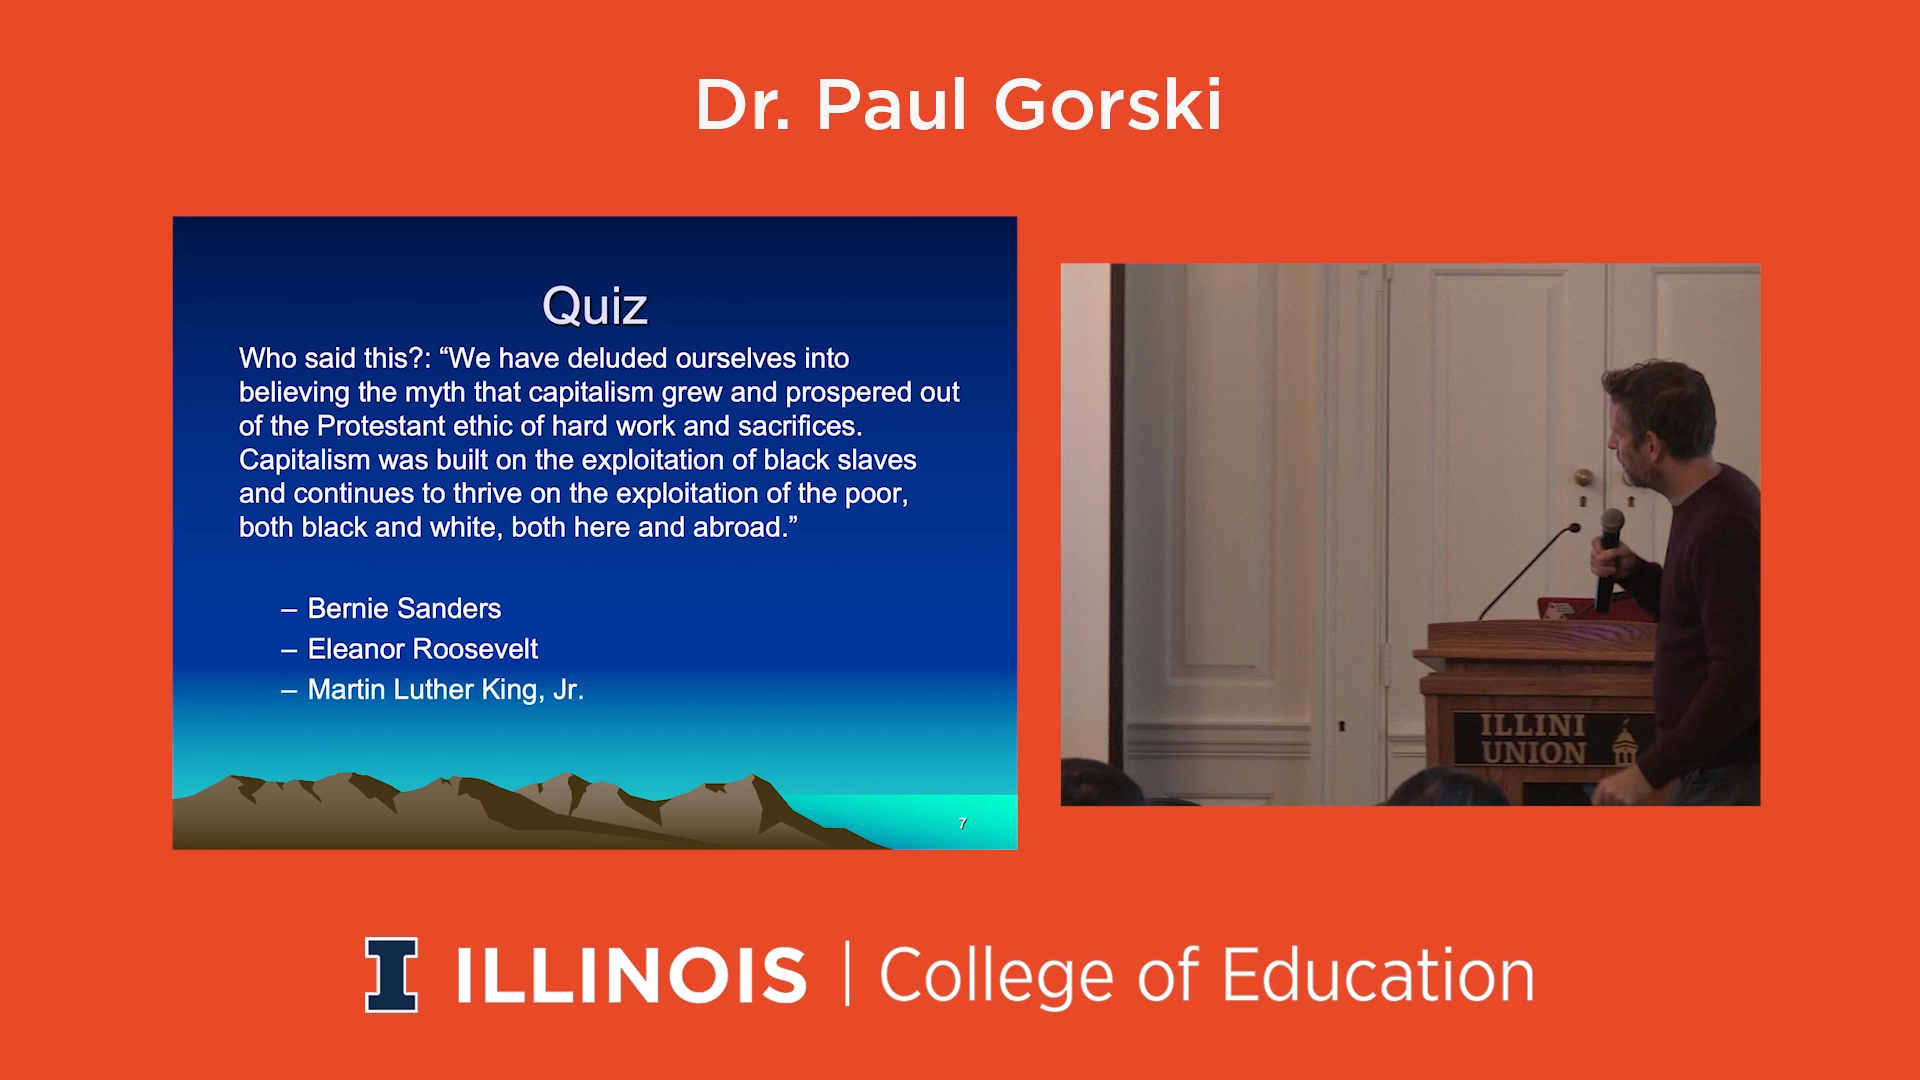 Dr. Paul Gorski
Quiz
Who said this?: “We have deluded ourselves into
believing the myth that capitalism grew and prospered out
of the Protestant ethic of hard work and sacrifices.
Capitalism was built on the exploitation of black slaves
and continues to thrive on the exploitation of the poor,
both black and white, both here and abroad.”
– Bernie Sanders
– Eleanor Roosevelt
– Martin Luther King, Jr.
7
ILLINI
UNION
I ILLINOIS | College of Education